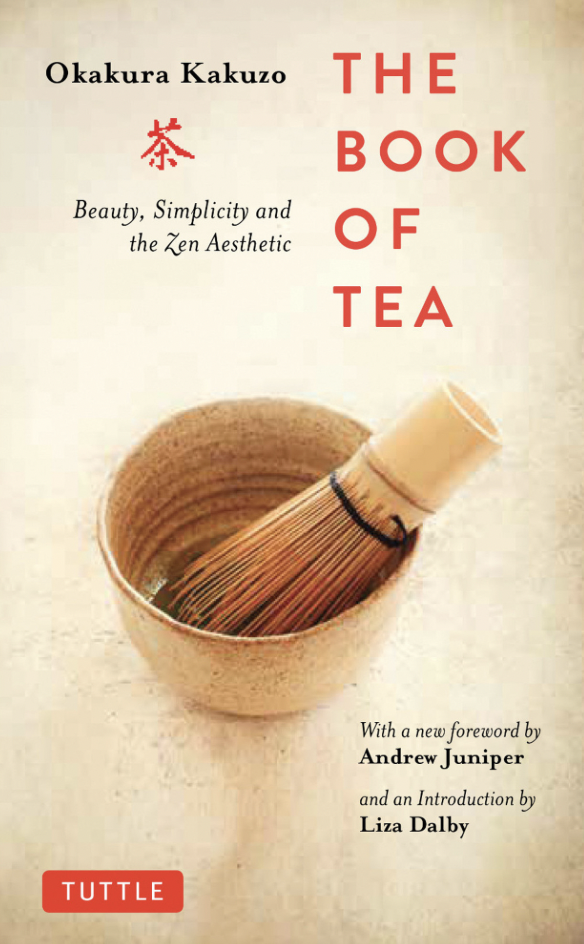 Okakura Kakuzo
茶
Beauty, Simplicity and
the Zen Aesthetic
THE
BOOK
OF
TEA
With a new foreword by
Andrew Juniper
and an Introduction by
Liza Dalby
TUTTLE